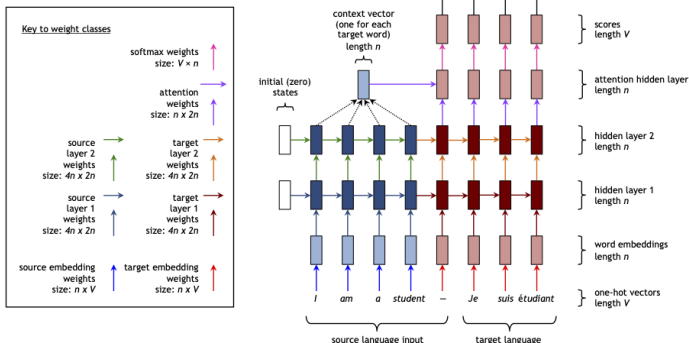 Key to weight classes
softmax weights
size: V × n
attention
weights
size: n x 2n
source
layer 2
weights
size: 4n x 2n
target
layer 2
weights
size: 4n x 2n
source
layer 1
weights
size: 4n x 2n
target
layer 1
weights
size: 4n x 2n
source embedding
weights
size: n x V
target embedding
weights
size: n x V
context vector
(one for each
target word)
length n
initial (zero)
states
scores
length V
attention hidden layer
length n
hidden layer 2
length n
hidden layer 1
length n
word embeddings
length n
I am a student – Je suis étudiant
one-hot vectors
length V
source language input
target language